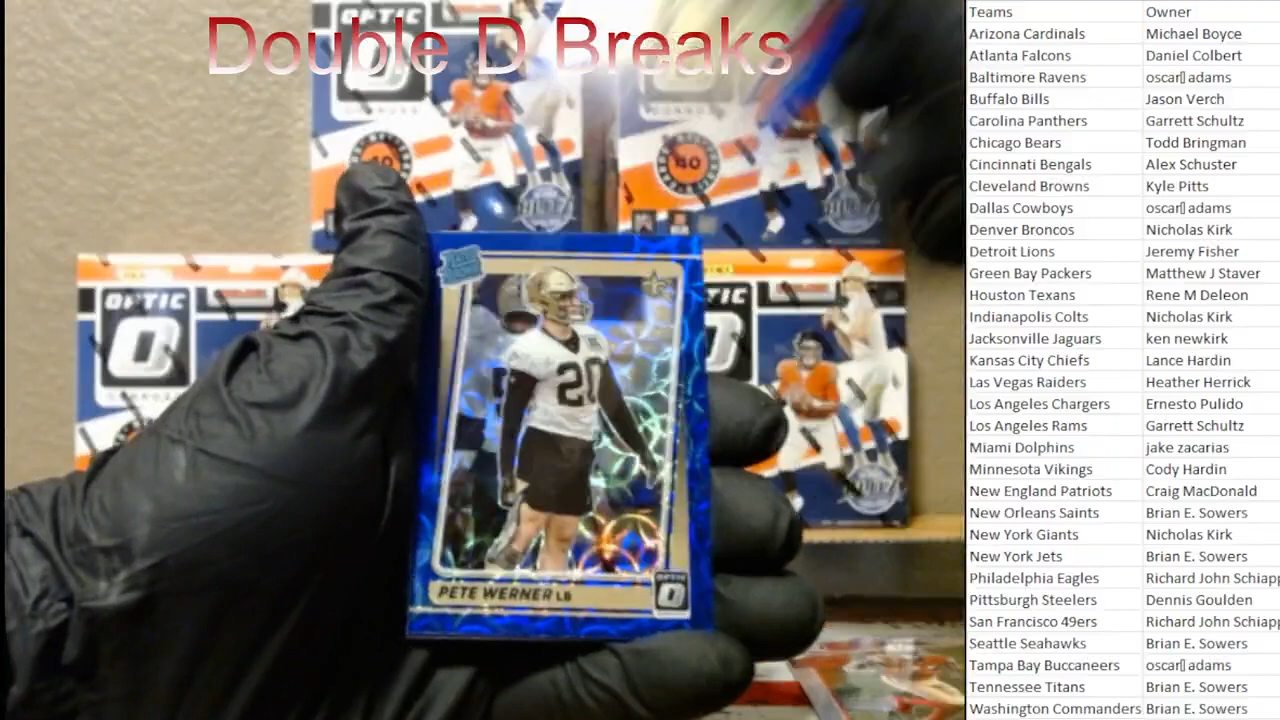 Double D Breaks
OPTIC
40
40
OPTIC
20
PETE WERNER LB
OPTIC
Teams Owner
Arizona Cardinals Michael Boyce
Atlanta Falcons Daniel Colbert
Baltimore Ravens oscar▯ adams
Buffalo Bills Jason Verch
Carolina Panthers Garrett Schultz
Chicago Bears Todd Bringman
Cincinnati Bengals Alex Schuster
Cleveland Browns Kyle Pitts
Dallas Cowboys oscar▯ adams
Denver Broncos Nicholas Kirk
Detroit Lions Jeremy Fisher
Green Bay Packers Matthew J Staver
Houston Texans Rene M Deleon
Indianapolis Colts Nicholas Kirk
Jacksonville Jaguars ken newkirk
Kansas City Chiefs Lance Hardin
Las Vegas Raiders Heather Herrick
Los Angeles Chargers Ernesto Pulido
Los Angeles Rams Garrett Schultz
Miami Dolphins jake zacarias
Minnesota Vikings Cody Hardin
New England Patriots Craig MacDonald
New Orleans Saints Brian E. Sowers
New York Giants Nicholas Kirk
New York Jets Brian E. Sowers
Philadelphia Eagles Richard John Schiapp
Pittsburgh Steelers Dennis Goulden
San Francisco 49ers Richard John Schiapp
Seattle Seahawks Brian E. Sowers
Tampa Bay Buccaneers oscar▯ adams
Tennessee Titans Brian E. Sowers
Washington Commanders Brian E. Sowers